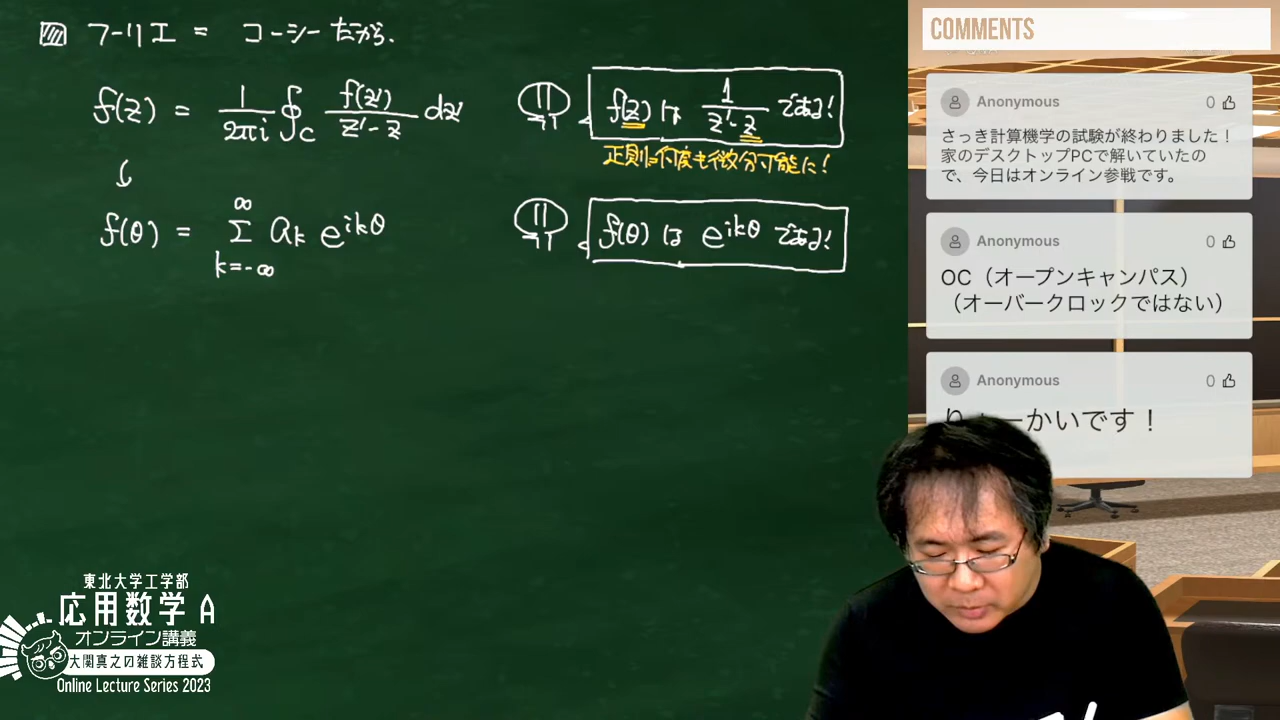 フーリエ = コーシーだから.
f(z) = 1/2πi ∮_C f(z')/z'-z dz'
f(z) は 1/z'-z である!
正則に何度も微分可能に!
f(θ) = Σ_{k=-∞}^{∞} a_k e^{ikθ}
f(θ) は e^{ikθ} である!
東北大学工学部
応用数学 A
オンライン講義
大関真之の雑談方程式
Online Lecture Series 2023
COMMENTS
Anonymous 0
さっき計算機学の試験が終わりました!
家のデスクトップPCで解いていたの
で、今日はオンライン参戦です。
Anonymous 0
OC(オープンキャンパス)
(オーバークロックではない)
Anonymous 0
かいです!